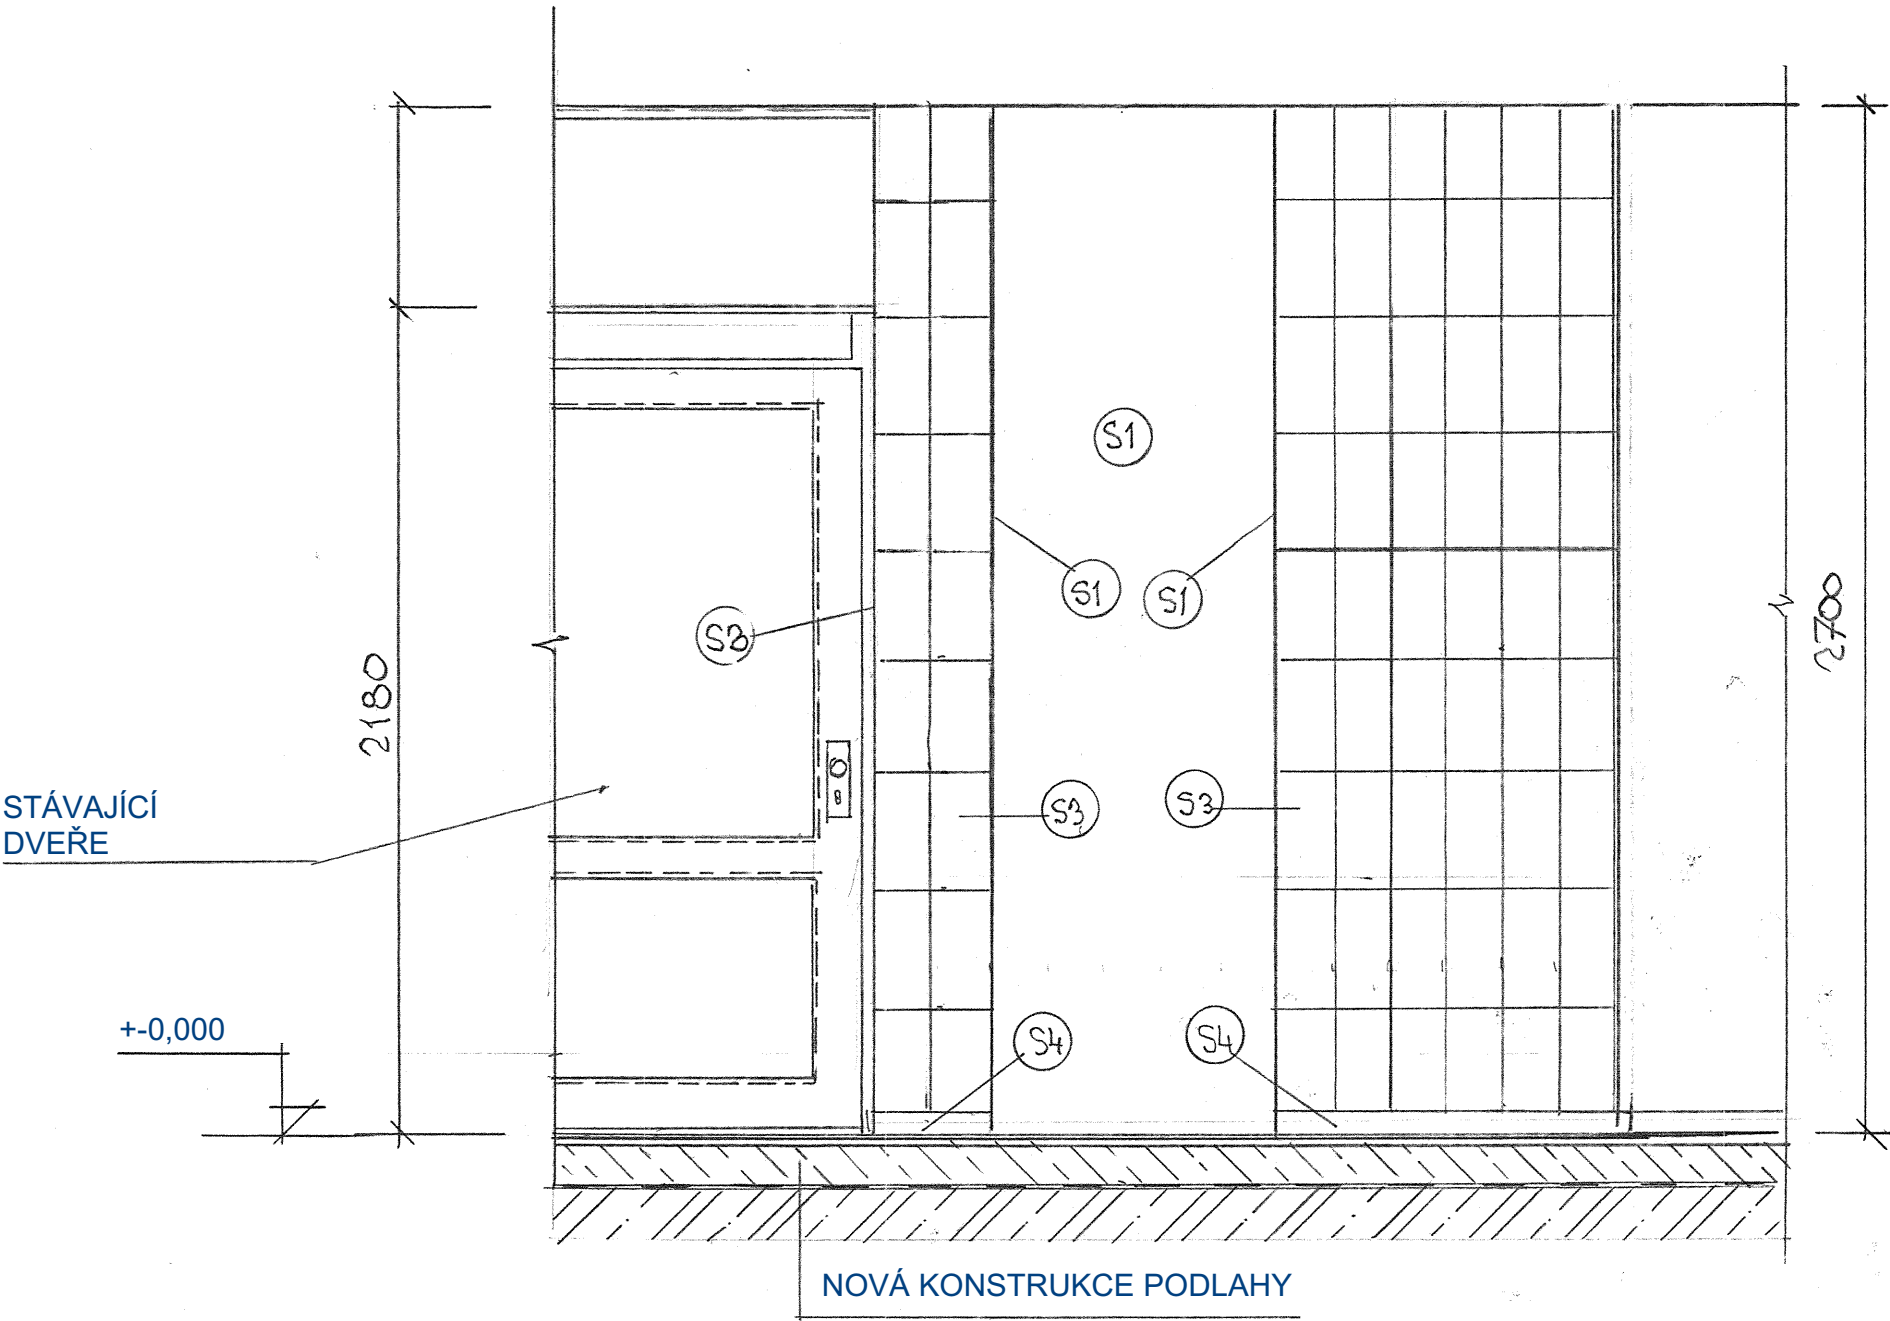 S1
S1
S1
S3
2180
2700
STÁVAJÍCÍ
DVEŘE
S3
S3
+-0,000
S4
S4
NOVÁ KONSTRUKCE PODLAHY